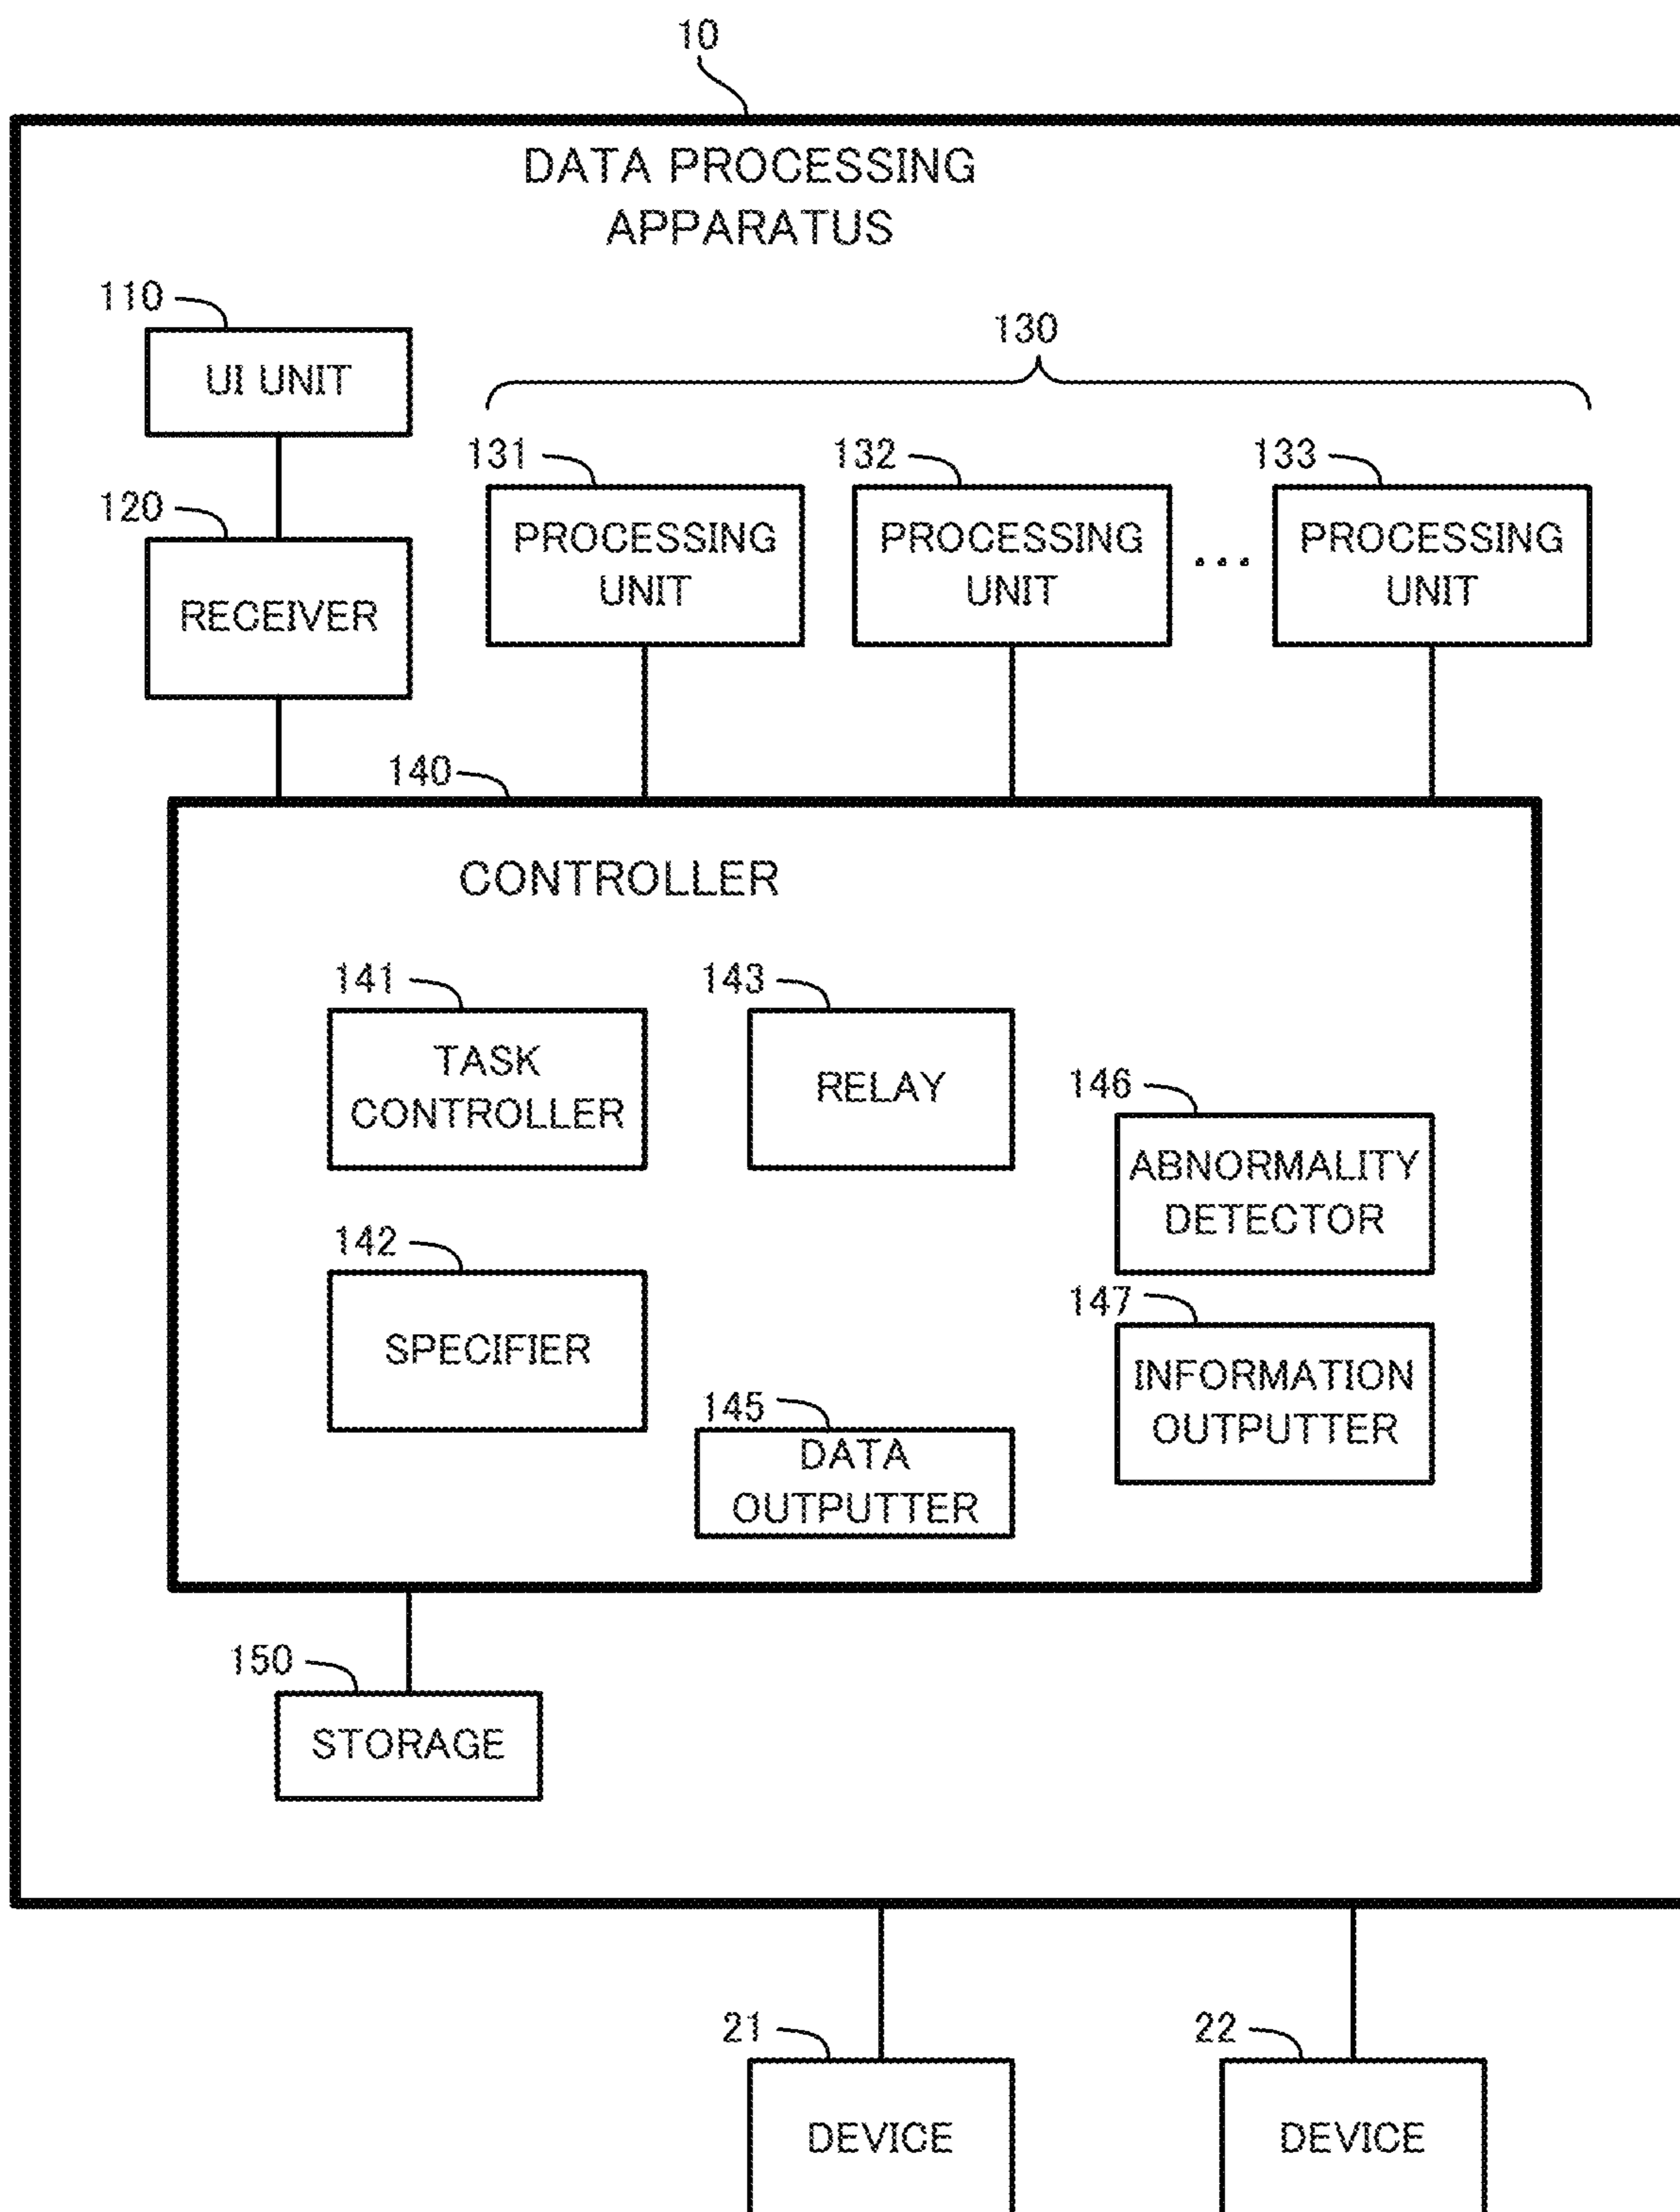 10
DATA PROCESSING
APPARATUS
110
UI UNIT
130
131
132
133
120
PROCESSING
UNIT
PROCESSING
UNIT
...
PROCESSING
UNIT
RECEIVER
140
CONTROLLER
141
TASK
CONTROLLER
143
RELAY
146
ABNORMALITY
DETECTOR
142
SPECIFIER
147
INFORMATION
OUTPUTTER
145
DATA
OUTPUTTER
150
STORAGE
21
DEVICE
22
DEVICE